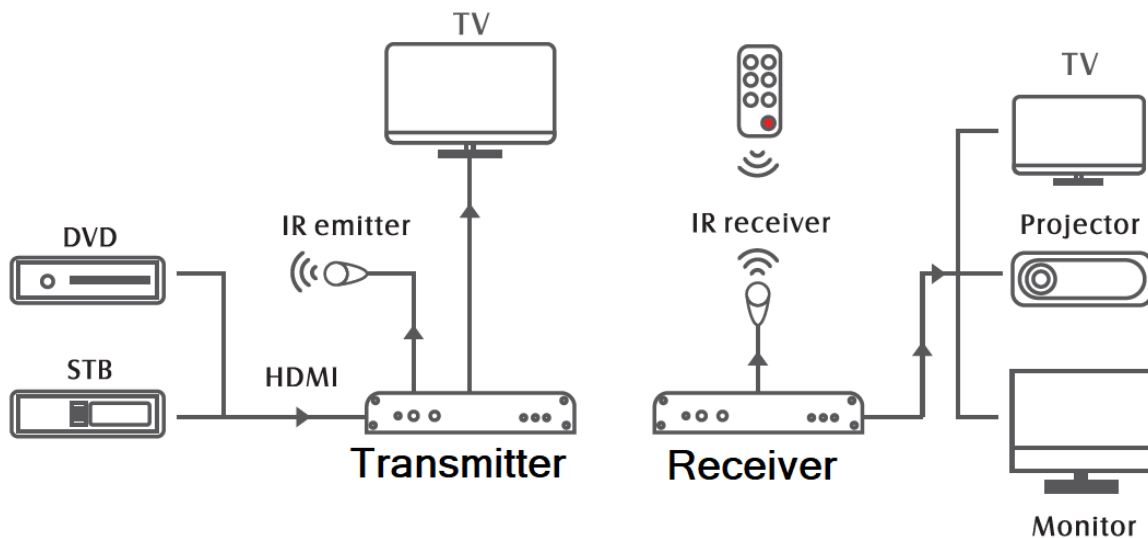 TV
TV
IR emitter
IR receiver
Projector
DVD
STB
HDMI
Transmitter
Receiver
Monitor